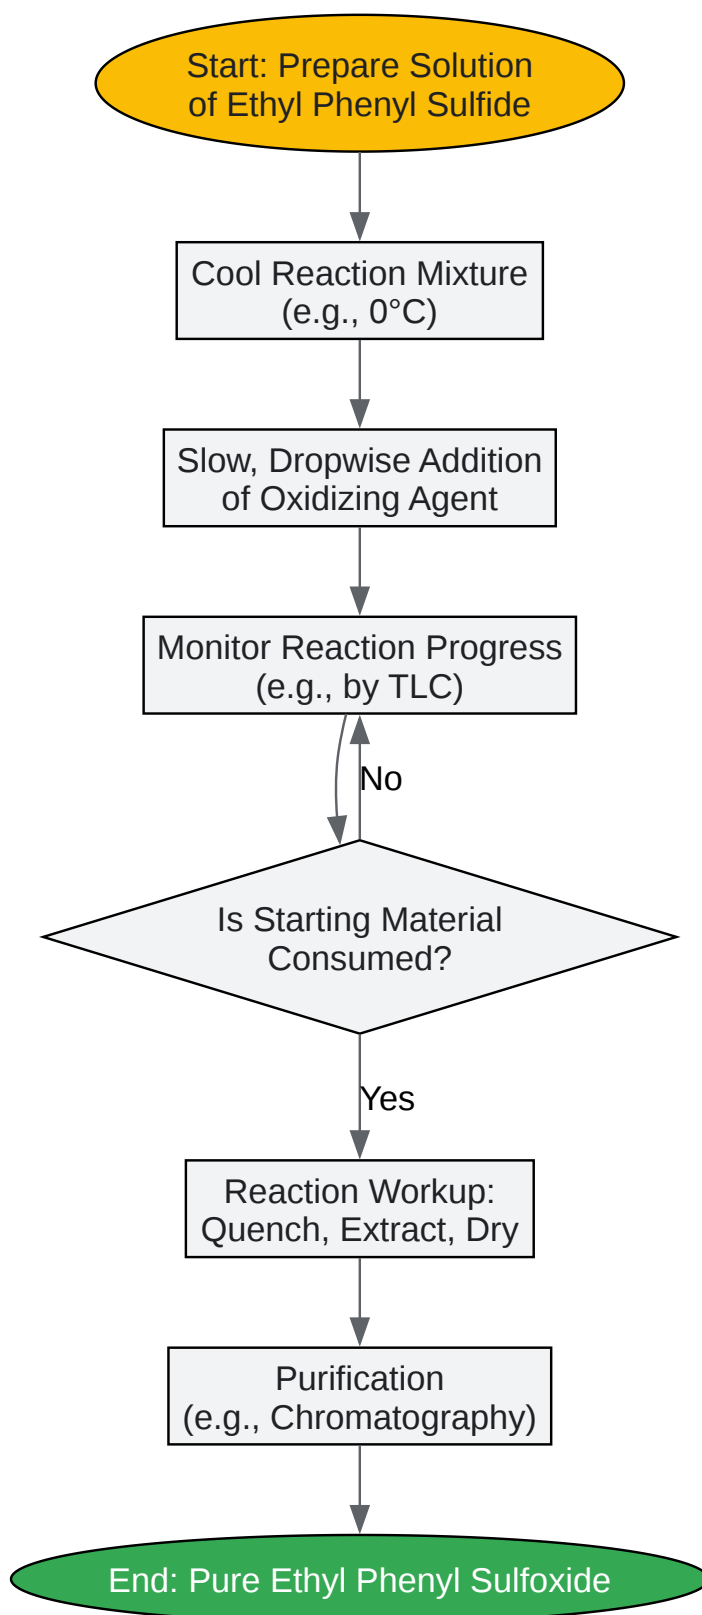 Start: Prepare Solution
of Ethyl Phenyl Sulfide
Cool Reaction Mixture
(e.g., 0°C)
Slow, Dropwise Addition
of Oxidizing Agent
Monitor Reaction Progress
(e.g., by TLC)
No
Is Starting Material
Consumed?
Yes
Reaction Workup:
Quench, Extract, Dry
Purification
(e.g., Chromatography)
End: Pure Ethyl Phenyl Sulfoxide